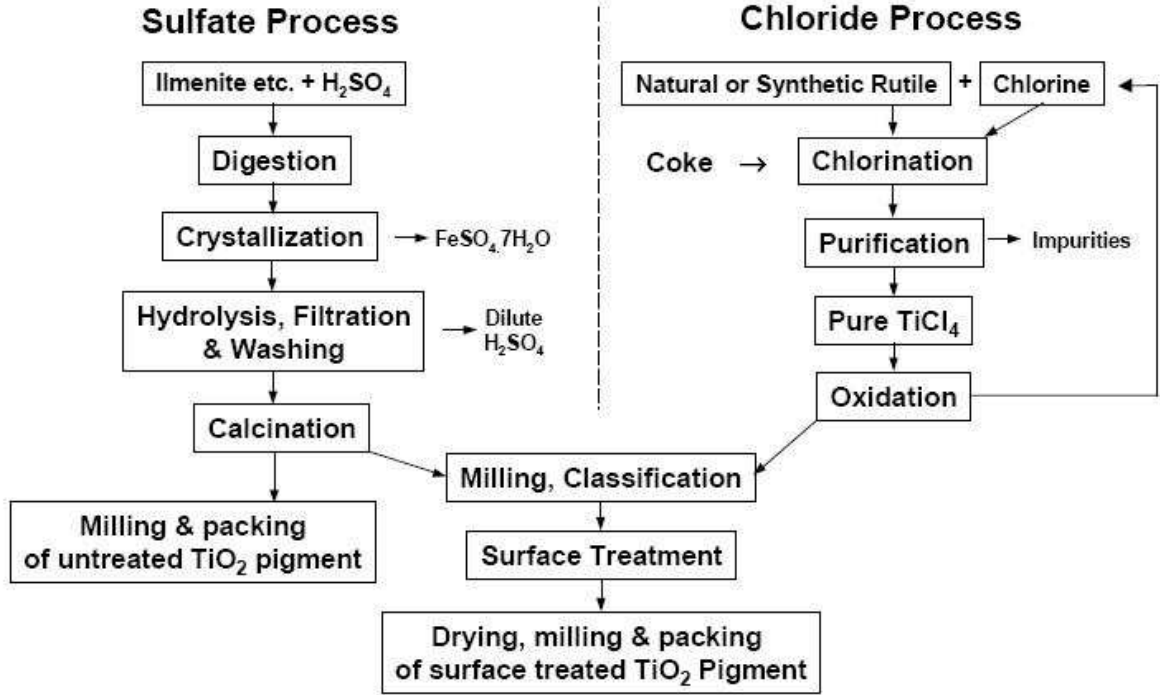 Sulfate Process
Ilmenite etc. + H₂SO₄
Digestion
Crystallization
FeSO₄.7H₂O
Hydrolysis, Filtration
& Washing
Dilute
H₂SO₄
Calcination
Milling & packing
of untreated TiO₂ pigment
Chloride Process
Natural or Synthetic Rutile + Chlorine
Coke → Chlorination
Purification
Impurities
Pure TiCl₄
Oxidation
Milling, Classification
Surface Treatment
Drying, milling & packing
of surface treated TiO₂ Pigment